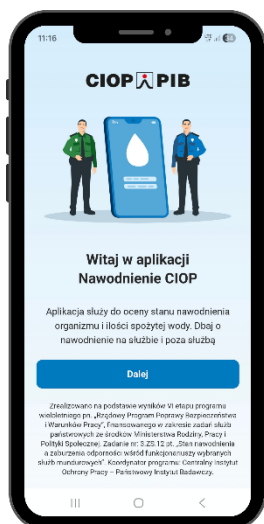 11:16
CIOP PIB
Witaj w aplikacji
Nawodnienie CIOP
Aplikacja służy do oceny stanu nawodnienia
organizmu i ilości spożytej wody. Dbaj o
nawodnienie na służbie i poza służbą
Dalej
Zrealizowano na podstawie wyników VI etapu programu
wieloletniego pn. „Rządowy Program Poprawy Bezpieczeństwa
i Warunków Pracy”, finansowanego w zakresie zadań służb
państwowych ze środków Ministerstwa Rodziny, Pracy i
Polityki Społecznej. Zadanie nr: 3.ZS.12 pt. „Stan nawodnienia
a zaburzenia odporności wśród funkcjonariuszy wybranych
służb mundurowych”. Koordynator programu: Centralny Instytut
Ochrony Pracy – Państwowy Instytut Badawczy.